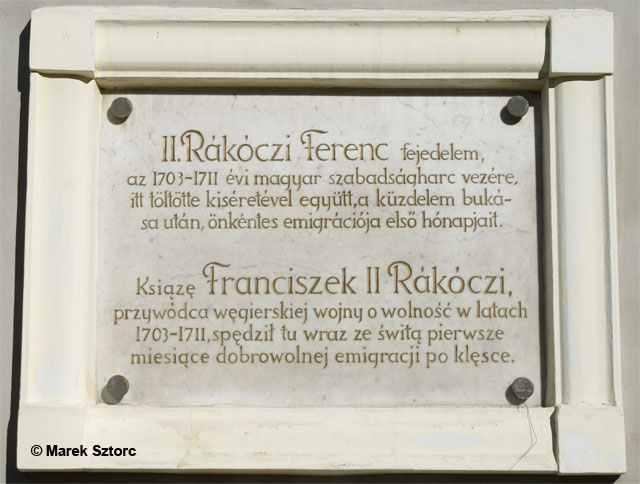 II. Rákóczi Ferenc fejedelem,
az 1703-1711 évi magyar szabadságharc vezére,
itt töltötte kiséretével együtt, a küzdelem buká-
sa után, önkéntes emigrációja első hónapjait.
Książę Franciszek II Rákóczi,
przywódca węgierskiej wojny o wolność w latach
1703-1711, spędził tu wraz ze świtą pierwsze
miesiące dobrowolnej emigracji po klęsce.
© Marek Sztorc